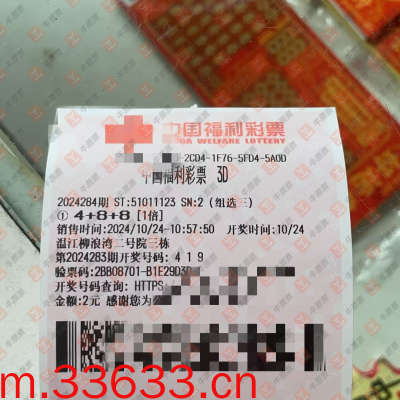 中国福利彩票
CHINA WELFARE LOTTERY
-2CD4-1F76-5FD4-5A0D
中国福利彩票 3D
2024284期 ST:51011123 SN:2 (组选三)
① 4+8+8 [1倍]
销售时间:2024/10/24-10:57:50 开奖时间:10/24
温江柳浪湾二号院三栋
第2024283期开奖号码: 4 1 9
验票码:2B808701-B1E29D3
开奖号码查询: HTTPS
金额:2元 感谢您为
m.33633.cn